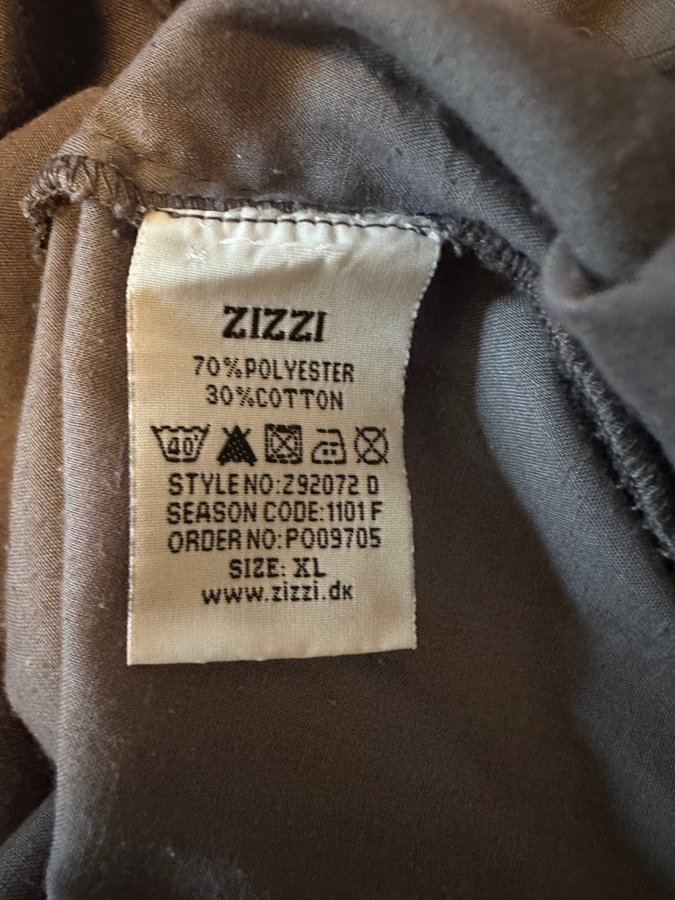 ZIZZI
70%POLYESTER
30%COTTON
40°
STYLE NO:Z92072 D
SEASON CODE:1101 F
ORDER NO:PO09705
SIZE: XL
www.zizzi.dk